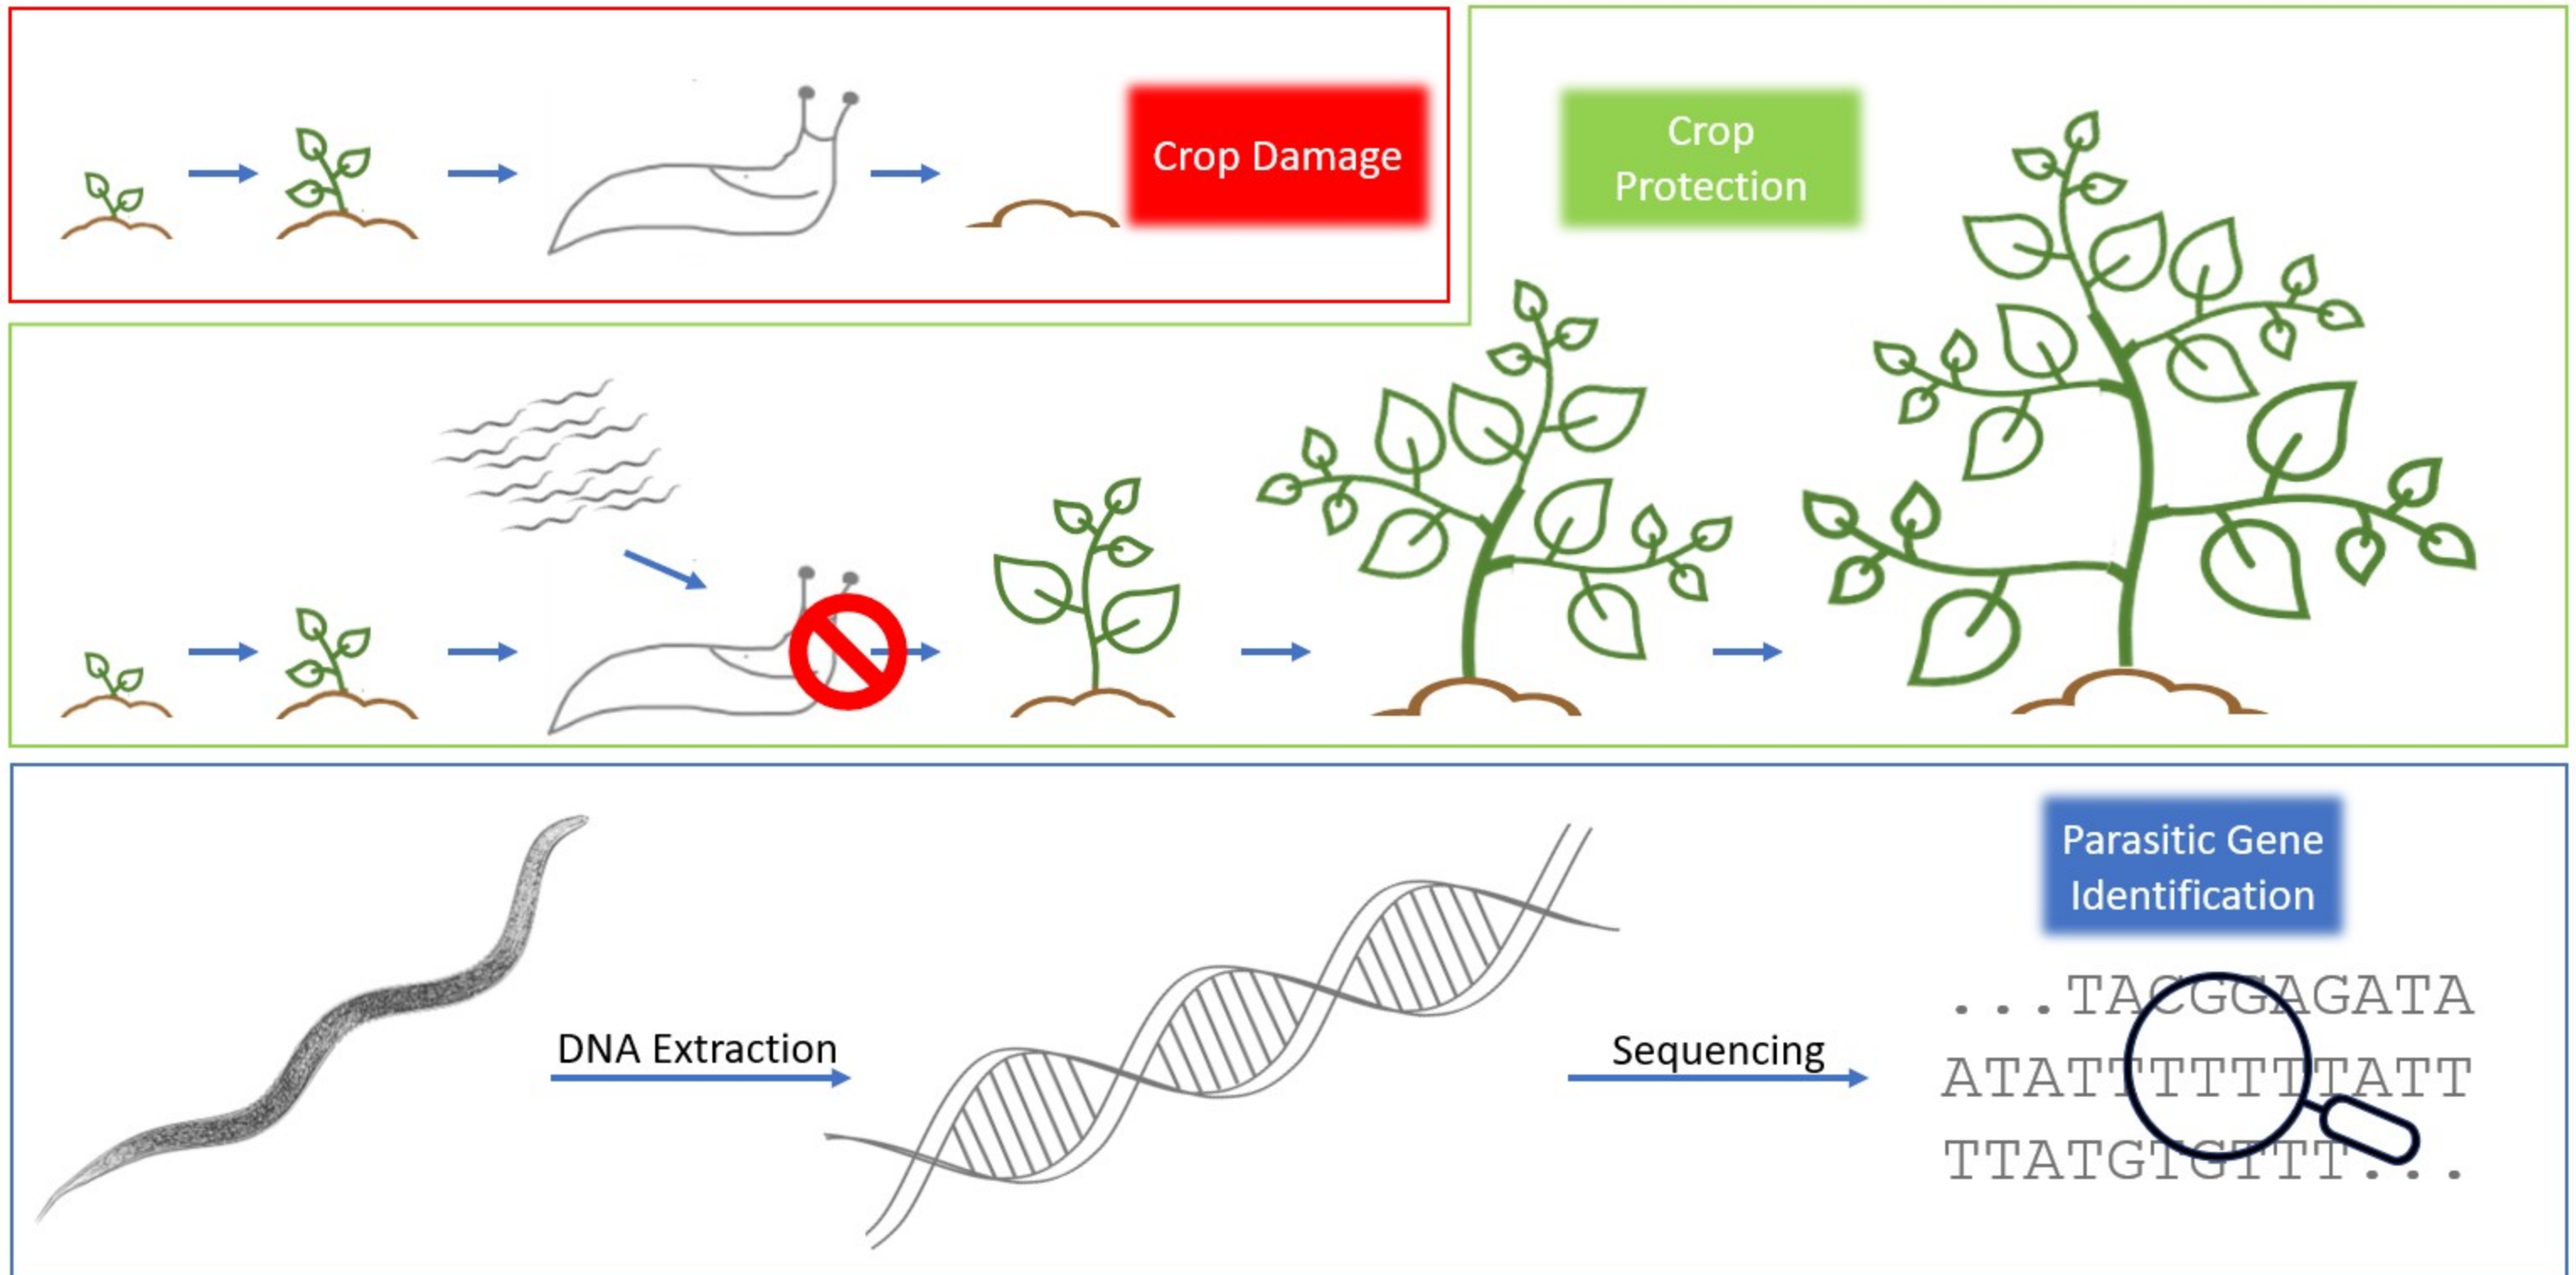 Crop Damage
Crop
Protection
DNA Extraction
Sequencing
Parasitic Gene
Identification
...TACGGAGATA
ATATTTTTTTATT
TTATGTGTTT...